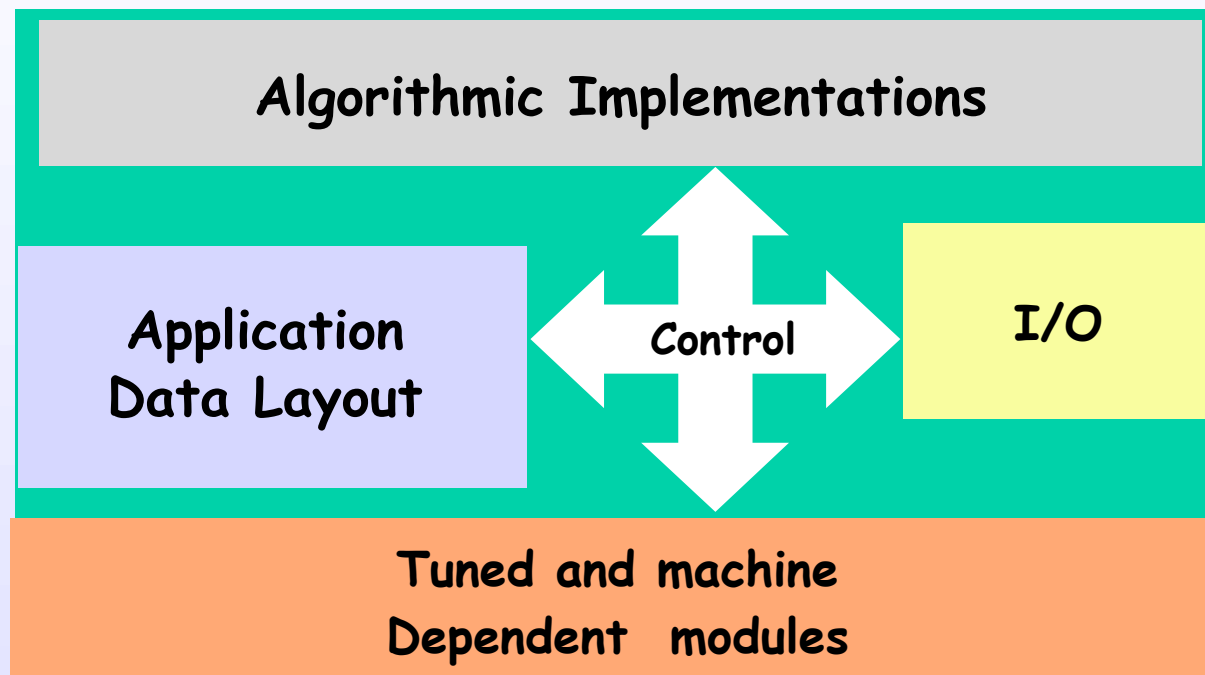 Algorithmic Implementations
Application
Data Layout
Control
I/O
Tuned and machine
Dependent modules